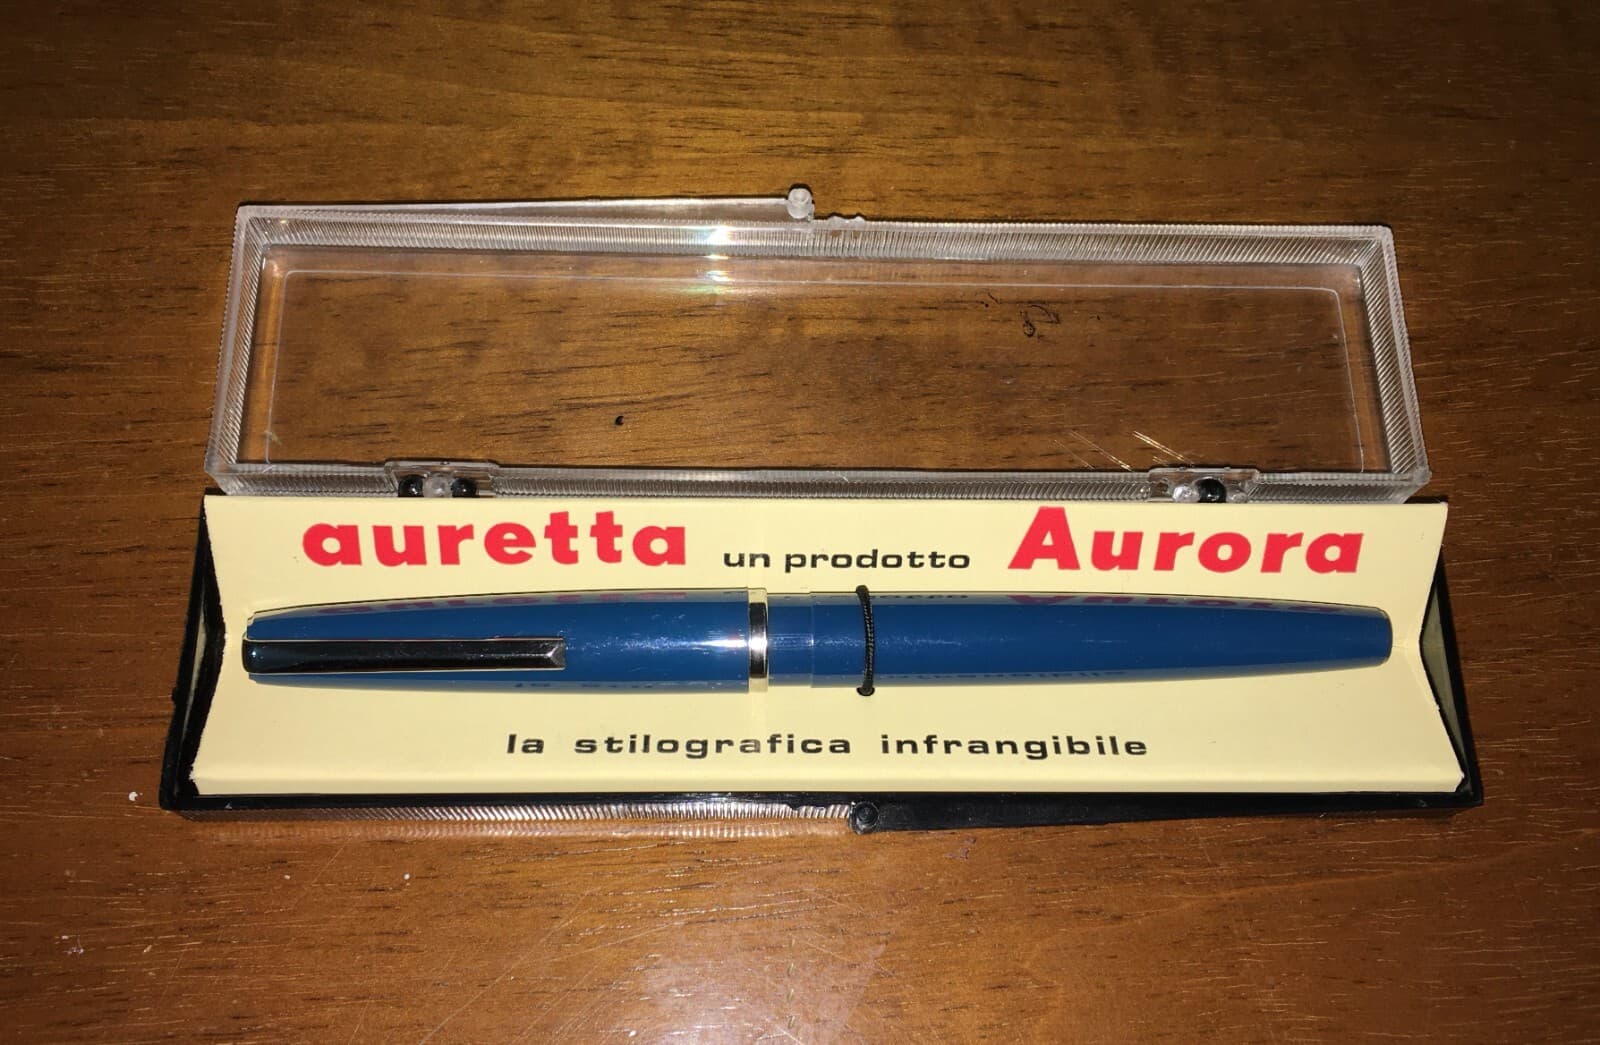 auretta un prodotto Aurora
la stilografica infrangibile